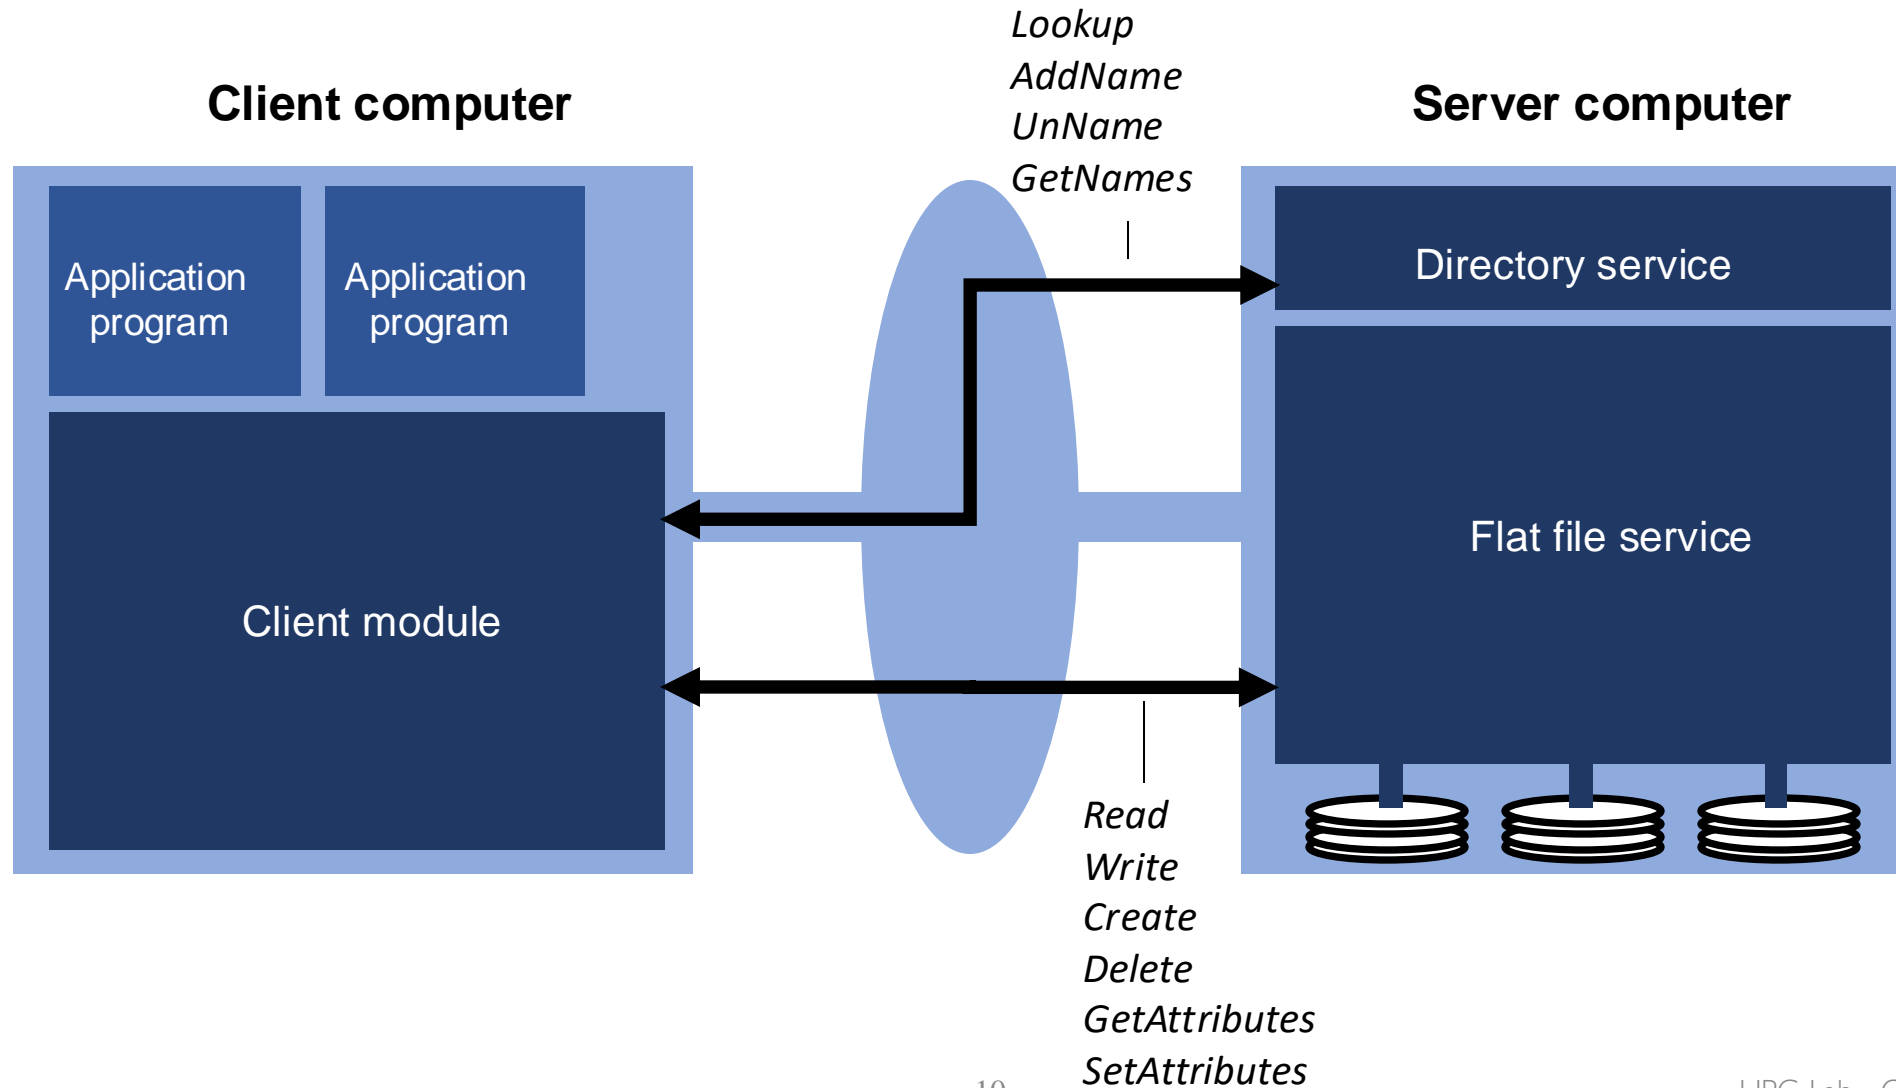 Lookup
AddName
UnName
GetNames
Client computer
Server computer
Application
program
Application
program
Directory service
Flat file service
Client module
Read
Write
Create
Delete
GetAttributes
SetAttributes